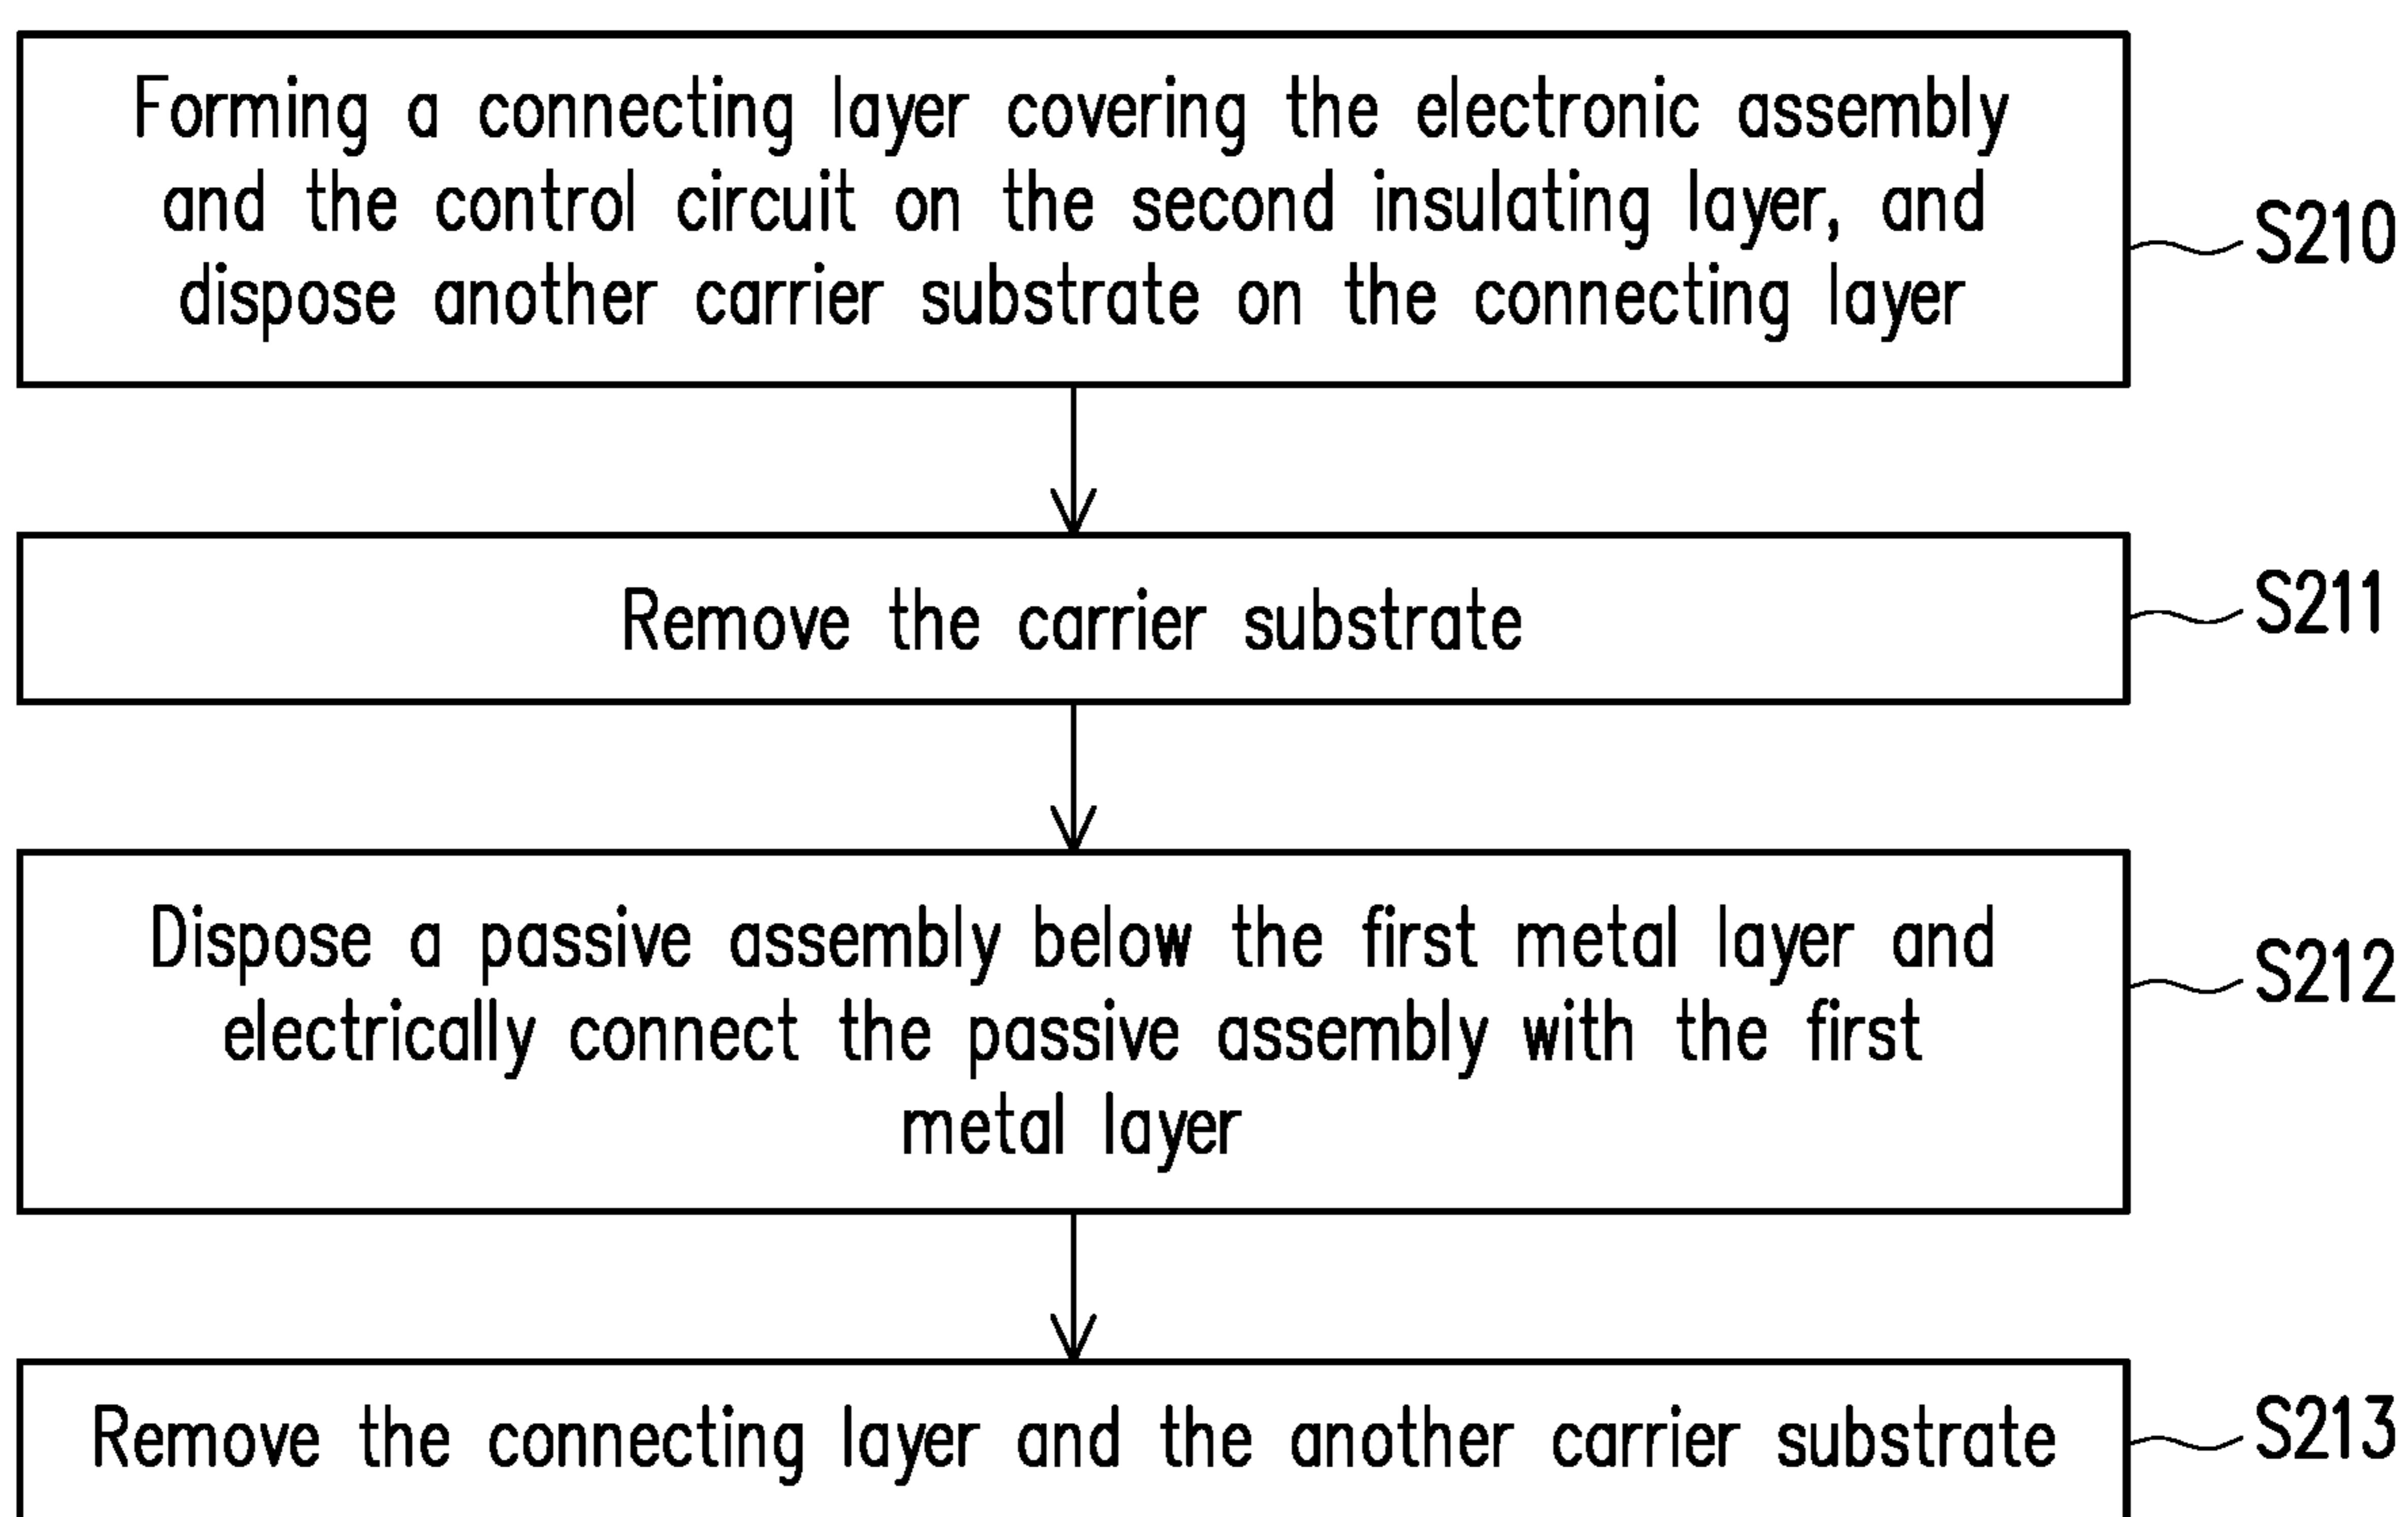 Forming a connecting layer covering the electronic assembly
and the control circuit on the second insulating layer, and
dispose another carrier substrate on the connecting layer
S210
Remove the carrier substrate
S211
Dispose a passive assembly below the first metal layer and
electrically connect the passive assembly with the first
metal layer
S212
Remove the connecting layer and the another carrier substrate
S213